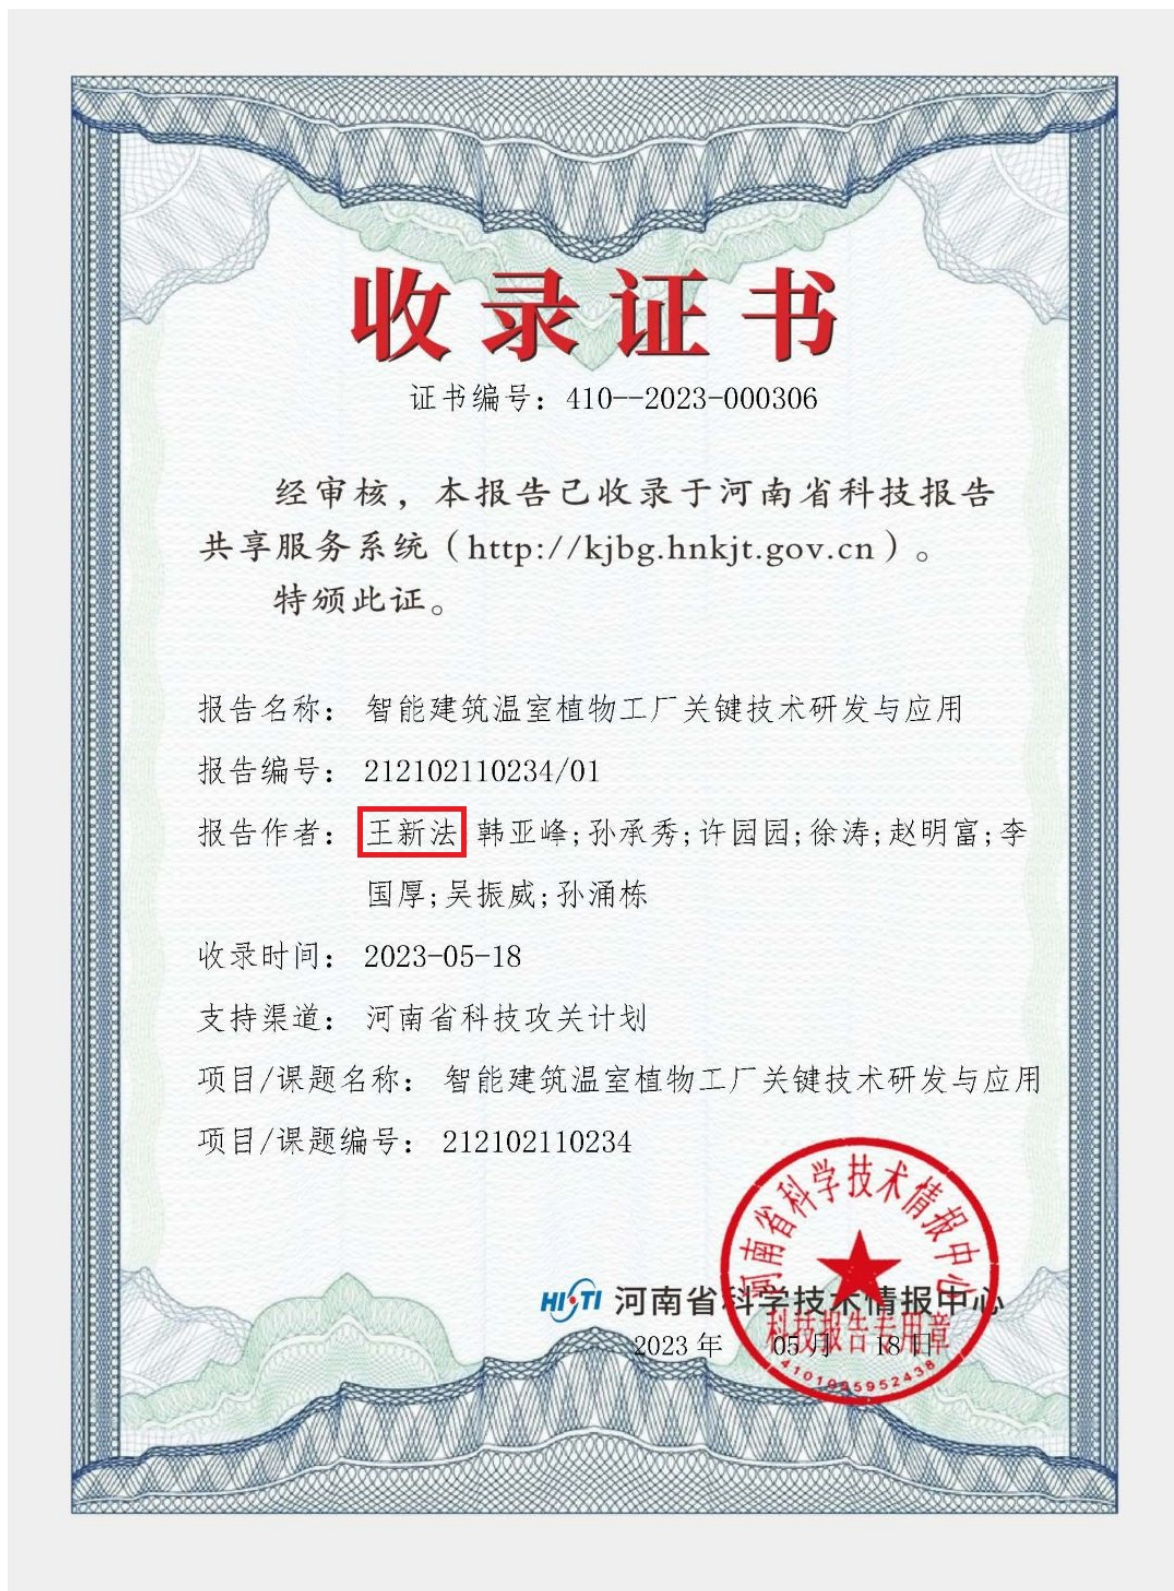 收录证书
证书编号：410--2023-000306
经审核，本报告已收录于河南省科技报告
共享服务系统（http://kjbg.hnkjt.gov.cn）。
特颁此证。
报告名称： 智能建筑温室植物工厂关键技术研发与应用
报告编号： 212102110234/01
报告作者： 王新法 韩亚峰;孙承秀;许园园;徐涛;赵明富;李
国厚;吴振威;孙涌栋
收录时间： 2023-05-18
支持渠道： 河南省科技攻关计划
项目/课题名称： 智能建筑温室植物工厂关键技术研发与应用
项目/课题编号： 212102110234
HISTI 河南省科学技术情报中心
2023 年 05月 18日
河南省科学技术情报中心
科技报告专用章